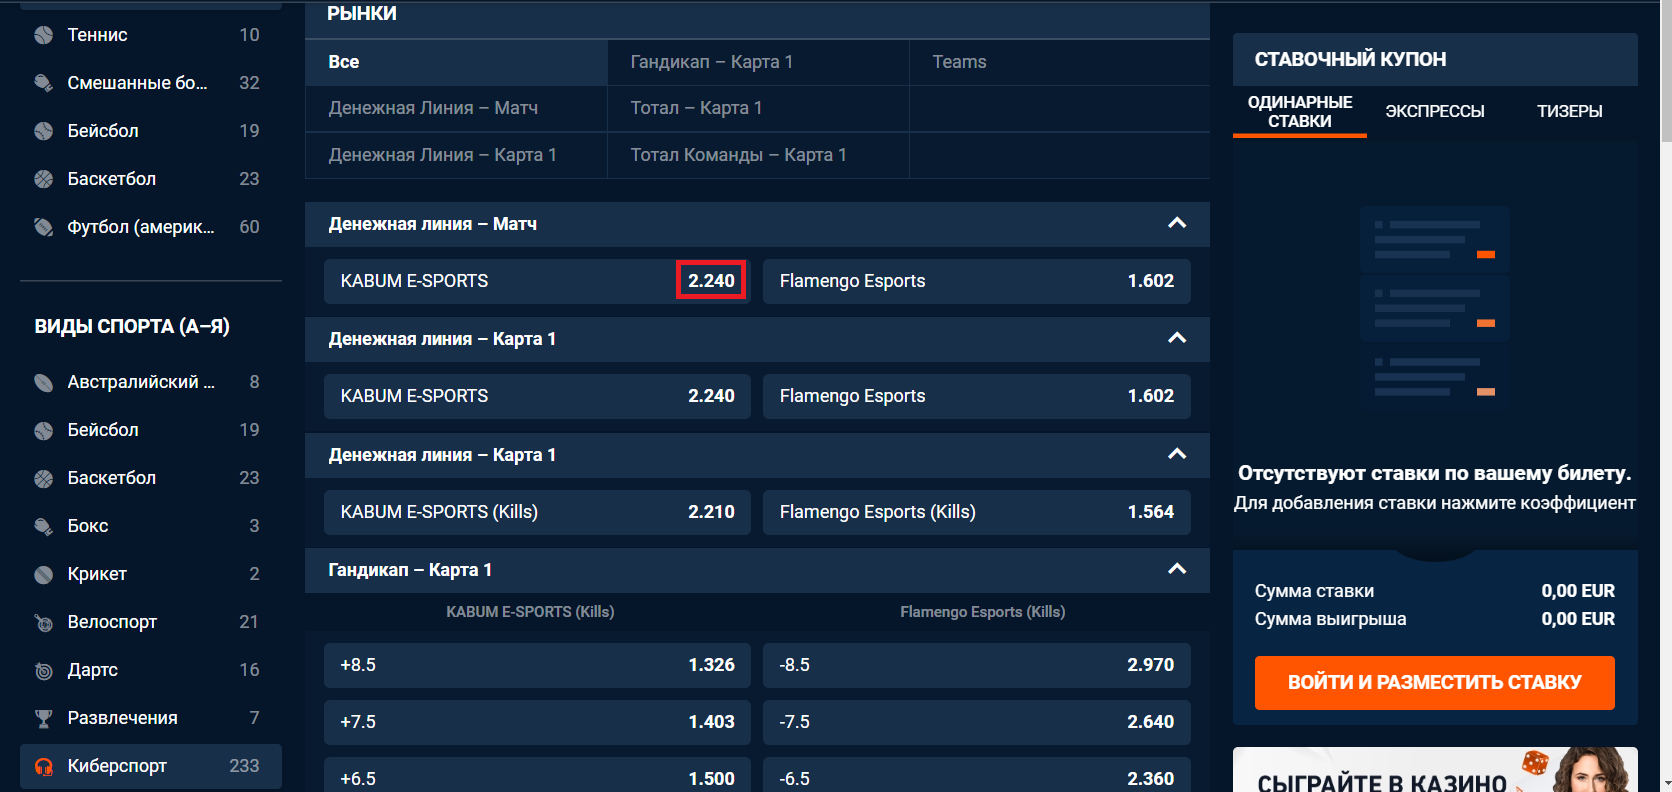 Теннис 10
Смешанные бо... 32
Бейсбол 19
Баскетбол 23
Футбол (америк... 60
ВИДЫ СПОРТА (А–Я)
Австралийский ... 8
Бейсбол 19
Баскетбол 23
Бокс 3
Крикет 2
Велоспорт 21
Дартс 16
Развлечения 7
Киберспорт 233
РЫНКИ
Все Гандикап – Карта 1 Teams
Денежная Линия – Матч Тотал – Карта 1
Денежная Линия – Карта 1 Тотал Команды – Карта 1
Денежная линия – Матч
KABUM E-SPORTS 2.240 Flamengo Esports 1.602
Денежная линия – Карта 1
KABUM E-SPORTS 2.240 Flamengo Esports 1.602
Денежная линия – Карта 1
KABUM E-SPORTS (Kills) 2.210 Flamengo Esports (Kills) 1.564
Гандикап – Карта 1
KABUM E-SPORTS (Kills) Flamengo Esports (Kills)
+8.5 1.326 -8.5 2.970
+7.5 1.403 -7.5 2.640
+6.5 1.500 -6.5 2.360
СТАВОЧНЫЙ КУПОН
ОДИНАРНЫЕ
СТАВКИ
ЭКСПРЕССЫ
ТИЗЕРЫ
Отсутствуют ставки по вашему билету.
Для добавления ставки нажмите коэффициент
Сумма ставки 0,00 EUR
Сумма выигрыша 0,00 EUR
ВОЙТИ И РАЗМЕСТИТЬ СТАВКУ
СЫГРАЙТЕ В КАЗИНО